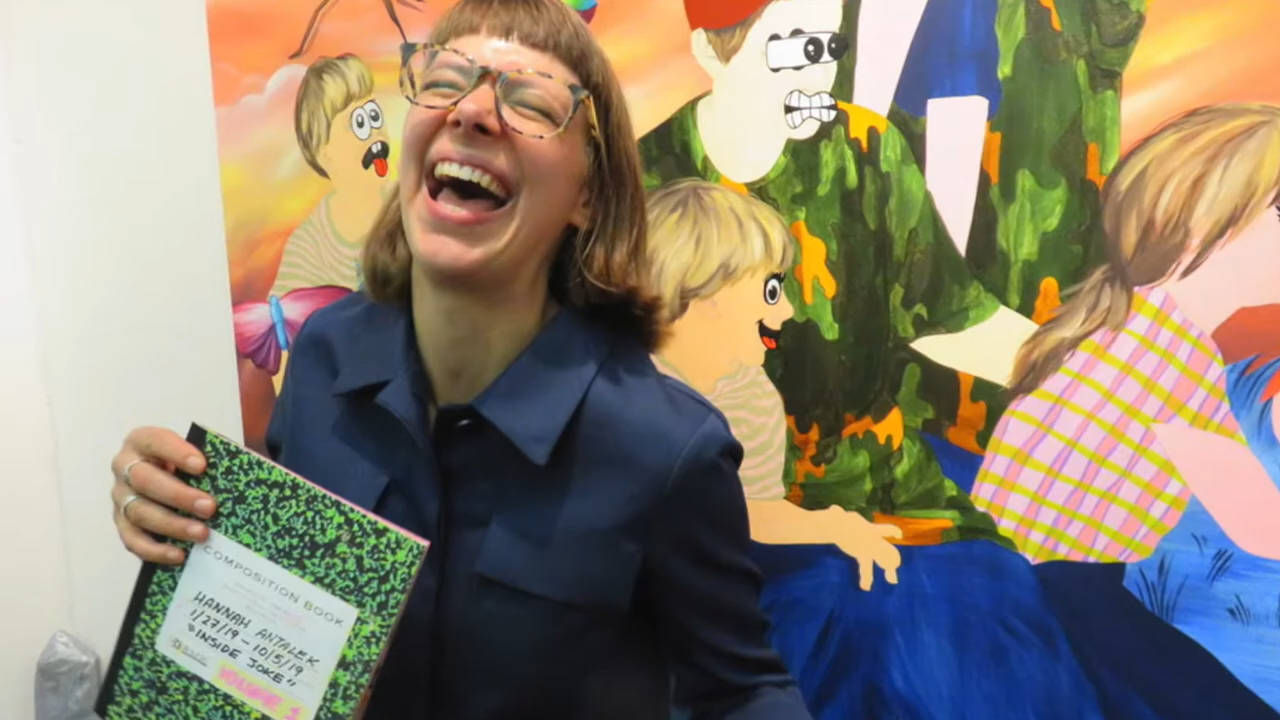 COMPOSITION BOOK
HANNAH ANTALEK
1/27/19 - 10/5/19
"INSIDE JOKE"